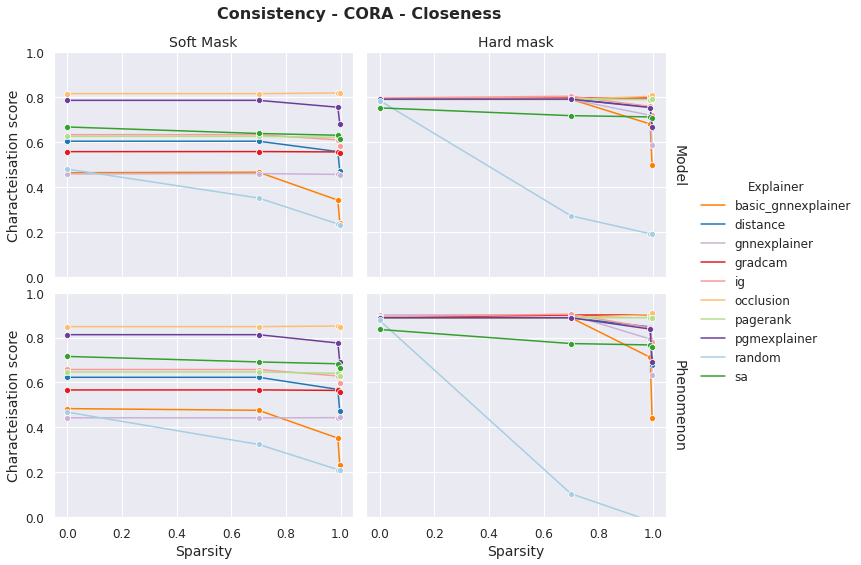 Consistency - CORA - Closeness
Soft Mask
Hard mask
1.0
0.8
0.6
0.4
0.2
0.0
Characteisation score
Model
1.0
0.8
0.6
0.4
0.2
0.0
Characteisation score
Phenomenon
0.0 0.2 0.4 0.6 0.8 1.0
Sparsity
0.0 0.2 0.4 0.6 0.8 1.0
Sparsity
Explainer
basic_gnnexplainer
distance
gnnexplainer
gradcam
ig
occlusion
pagerank
pgmexplainer
random
sa